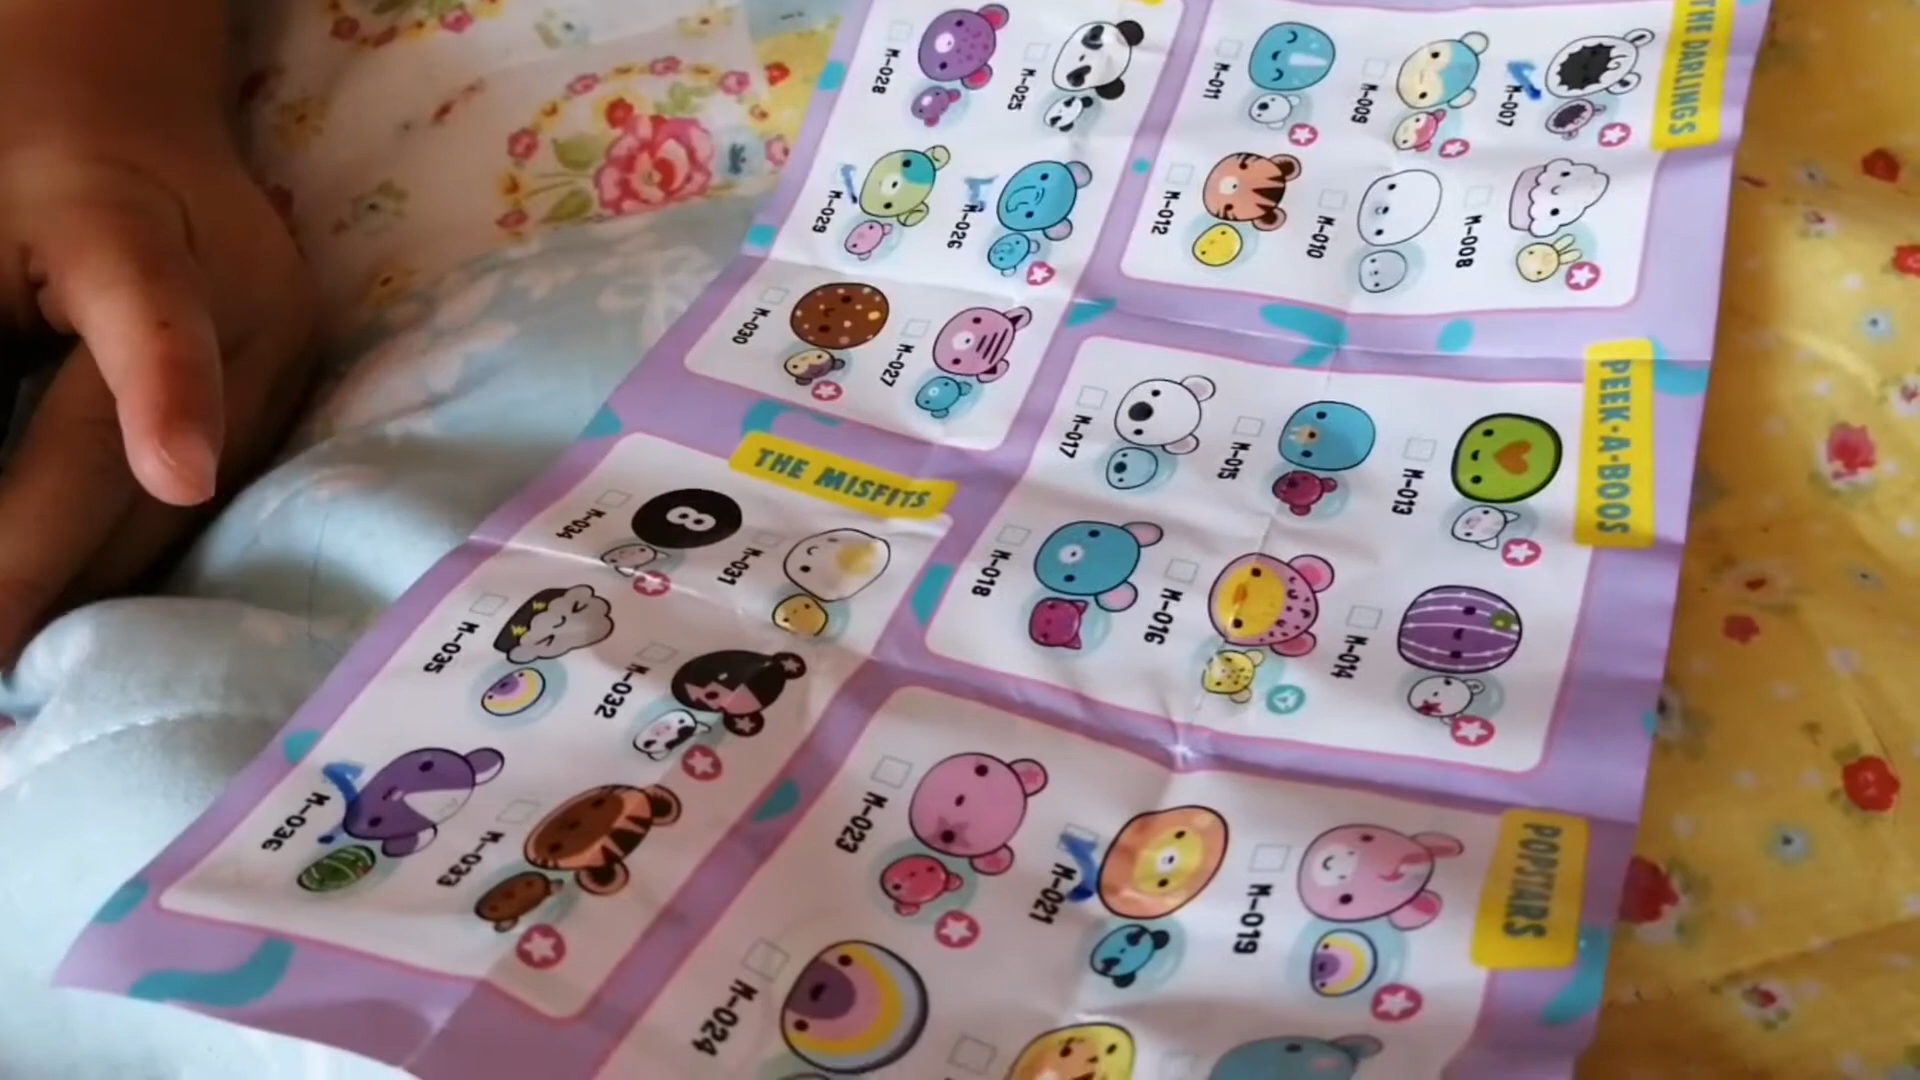 THE DARLINGS
M-007
M-008
M-009
M-010
M-011
M-012
PEEK-A-BOOS
M-013
M-014
M-015
M-016
M-017
M-018
POPSTARS
M-019
M-021
M-023
M-024
M-025
M-026
M-027
M-028
M-029
M-030
THE MISFITS
M-031
M-032
M-033
M-034
M-035
M-036
8